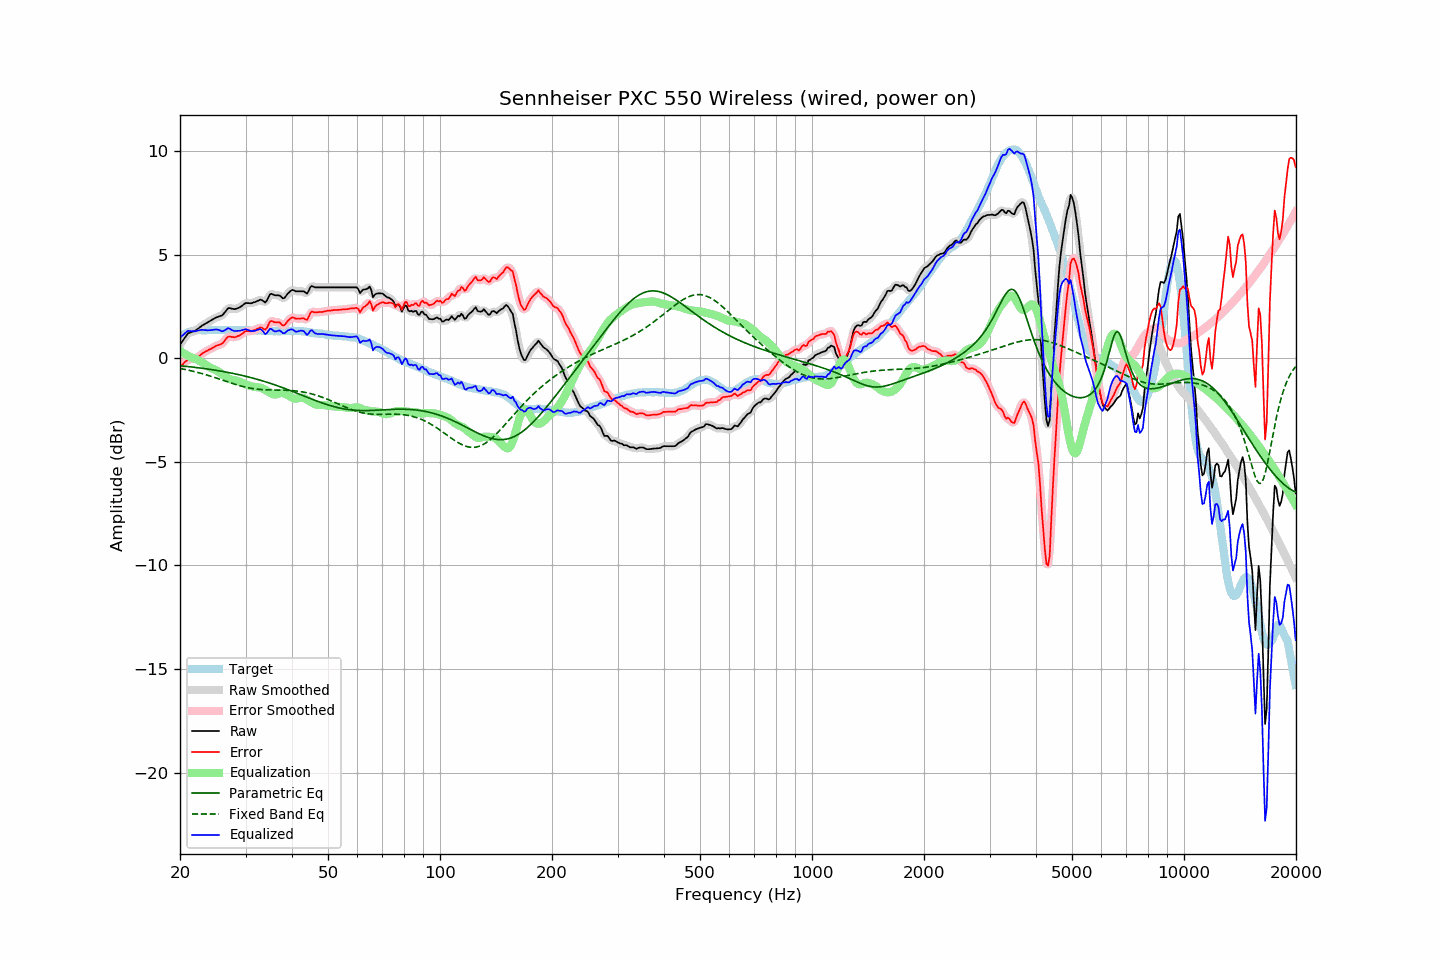 Sennheiser PXC 550 Wireless (wired, power on)
10
5
0
−5
−10
−15
−20
Amplitude (dBr)
Target
Raw Smoothed
Error Smoothed
Raw
Error
Equalization
Parametric Eq
Fixed Band Eq
Equalized
20 50 100 200 500 1000 2000 5000 10000 20000
Frequency (Hz)